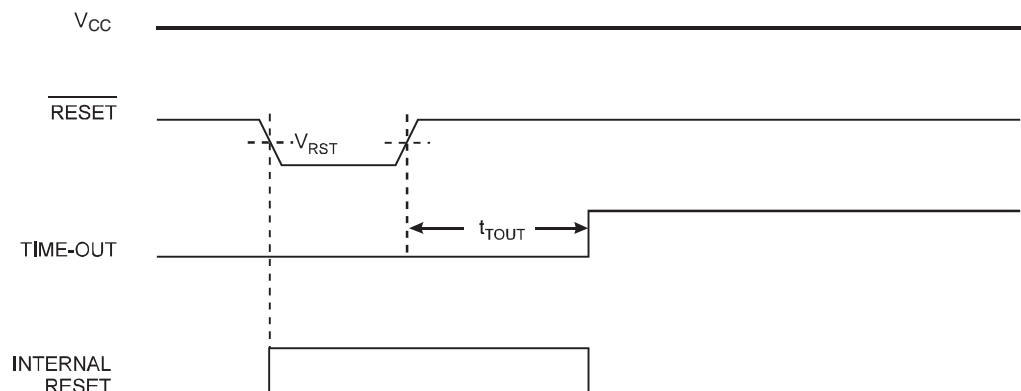 VCC
RESET
VRST
tTOUT
TIME-OUT
INTERNAL
RESET